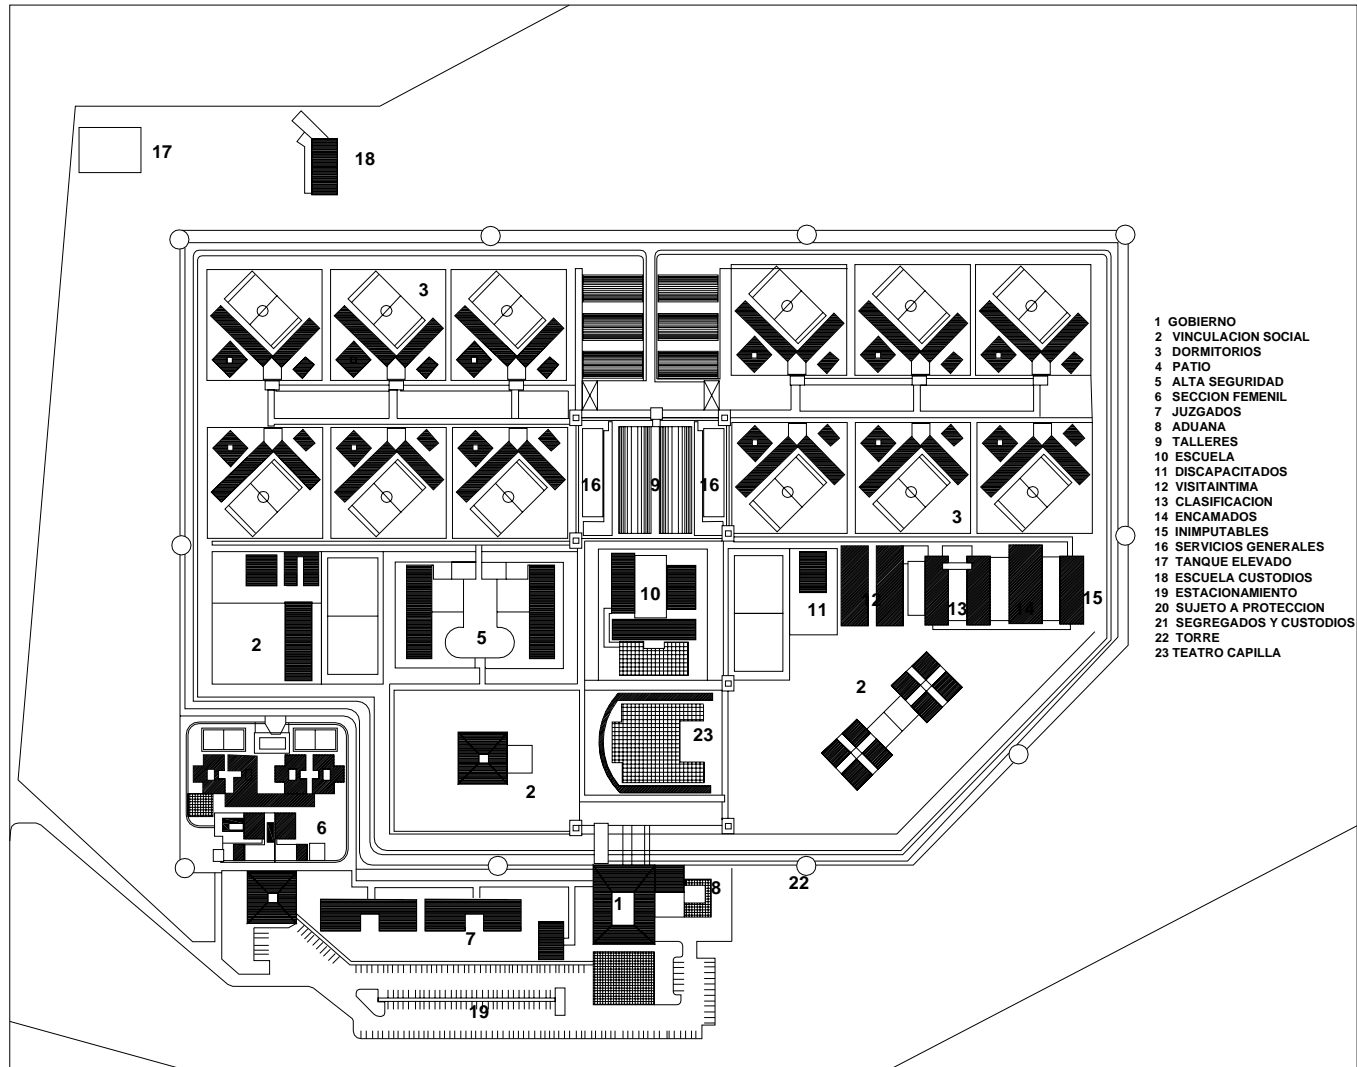 17
18
3
1 GOBIERNO
2 VINCULACION SOCIAL
3 DORMITORIOS
4 PATIO
5 ALTA SEGURIDAD
6 SECCION FEMENIL
7 JUZGADOS
8 ADUANA
9 TALLERES
10 ESCUELA
11 DISCAPACITADOS
12 VISITAINTIMA
13 CLASIFICACION
14 ENCAMADOS
15 INIMPUTABLES
16 SERVICIOS GENERALES
17 TANQUE ELEVADO
18 ESCUELA CUSTODIOS
19 ESTACIONAMIENTO
20 SUJETO A PROTECCION
21 SEGREGADOS Y CUSTODIOS
22 TORRE
23 TEATRO CAPILLA
16 9 16
3
10 11 12 13 14 15
2 5
2
23
2
6
22
8
1
7
19